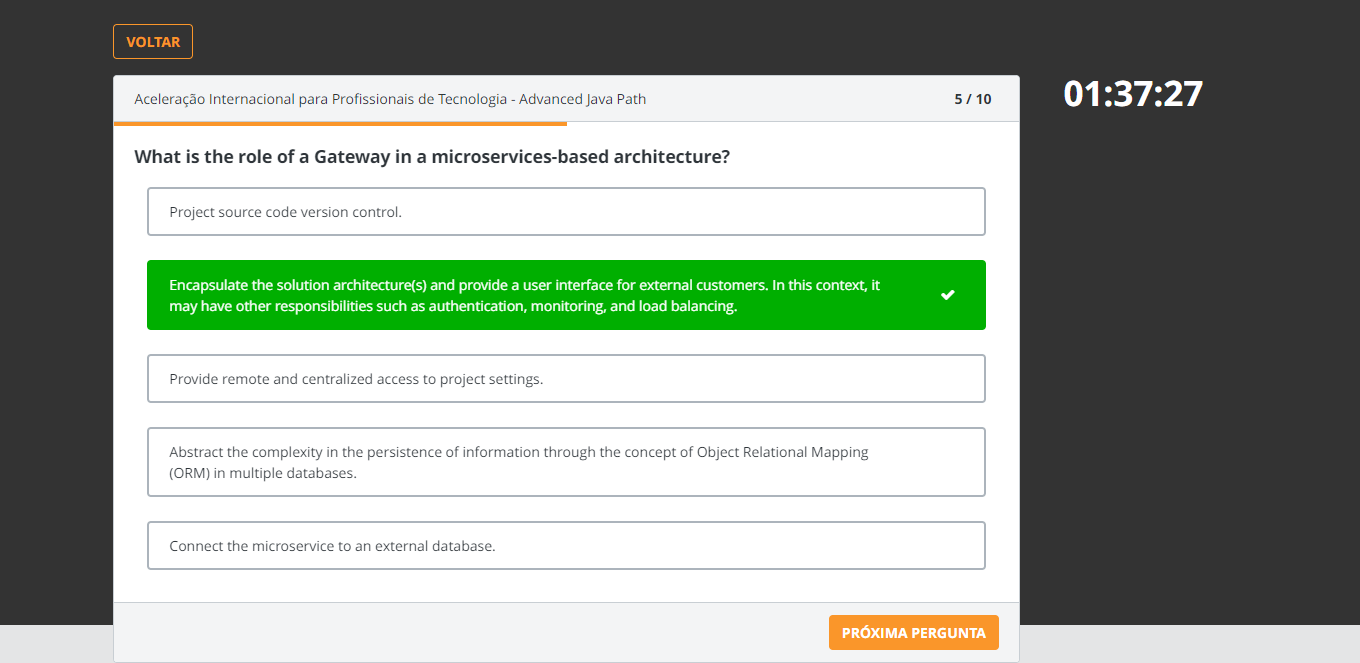 VOLTAR
Aceleração Internacional para Profissionais de Tecnologia - Advanced Java Path
5 / 10
01:37:27
What is the role of a Gateway in a microservices-based architecture?
Project source code version control.
Encapsulate the solution architecture(s) and provide a user interface for external customers. In this context, it
may have other responsibilities such as authentication, monitoring, and load balancing.
Provide remote and centralized access to project settings.
Abstract the complexity in the persistence of information through the concept of Object Relational Mapping
(ORM) in multiple databases.
Connect the microservice to an external database.
PRÓXIMA PERGUNTA